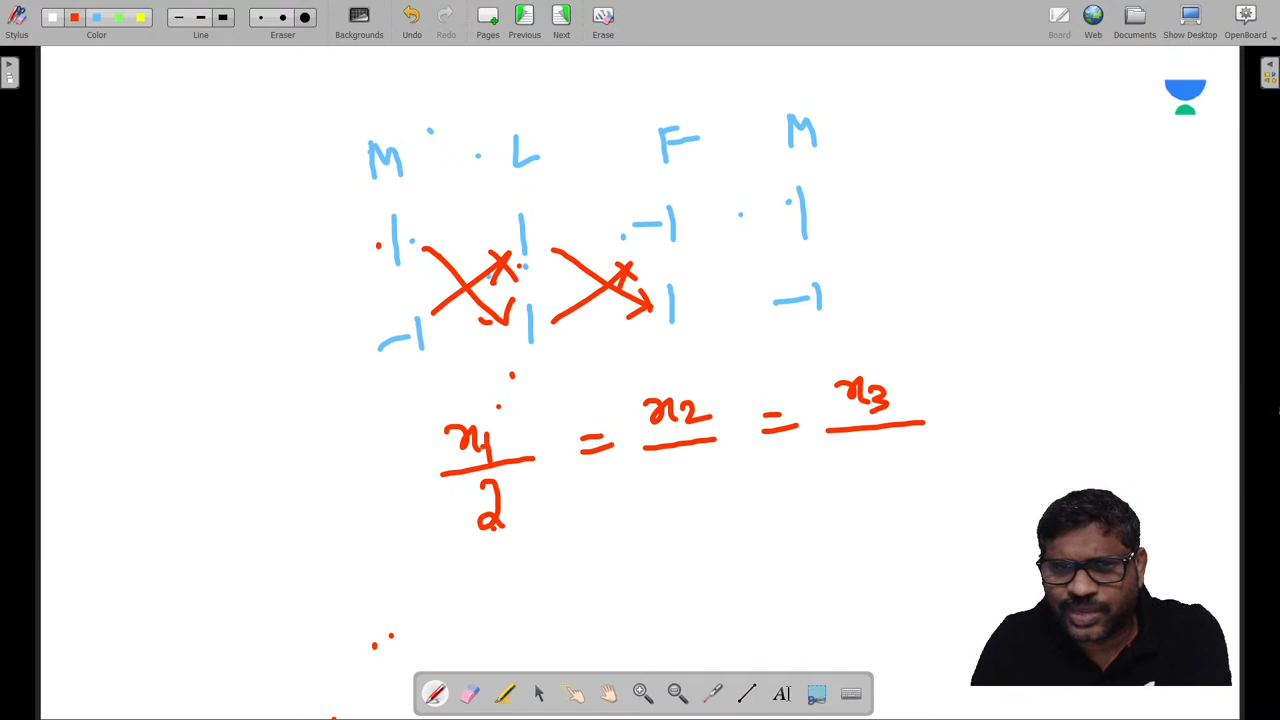 Stylus Color Line Eraser Backgrounds Undo Redo Pages Previous Next Erase Board Web Documents Show Desktop OpenBoard
M L F M
1 1 -1 1
-1 1 1 -1
x1/2 = x2 = x3
AI